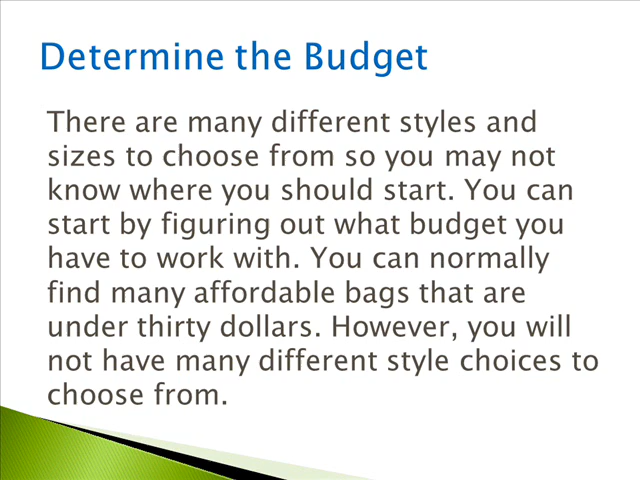 Determine the Budget
There are many different styles and
sizes to choose from so you may not
know where you should start. You can
start by figuring out what budget you
have to work with. You can normally
find many affordable bags that are
under thirty dollars. However, you will
not have many different style choices to
choose from.